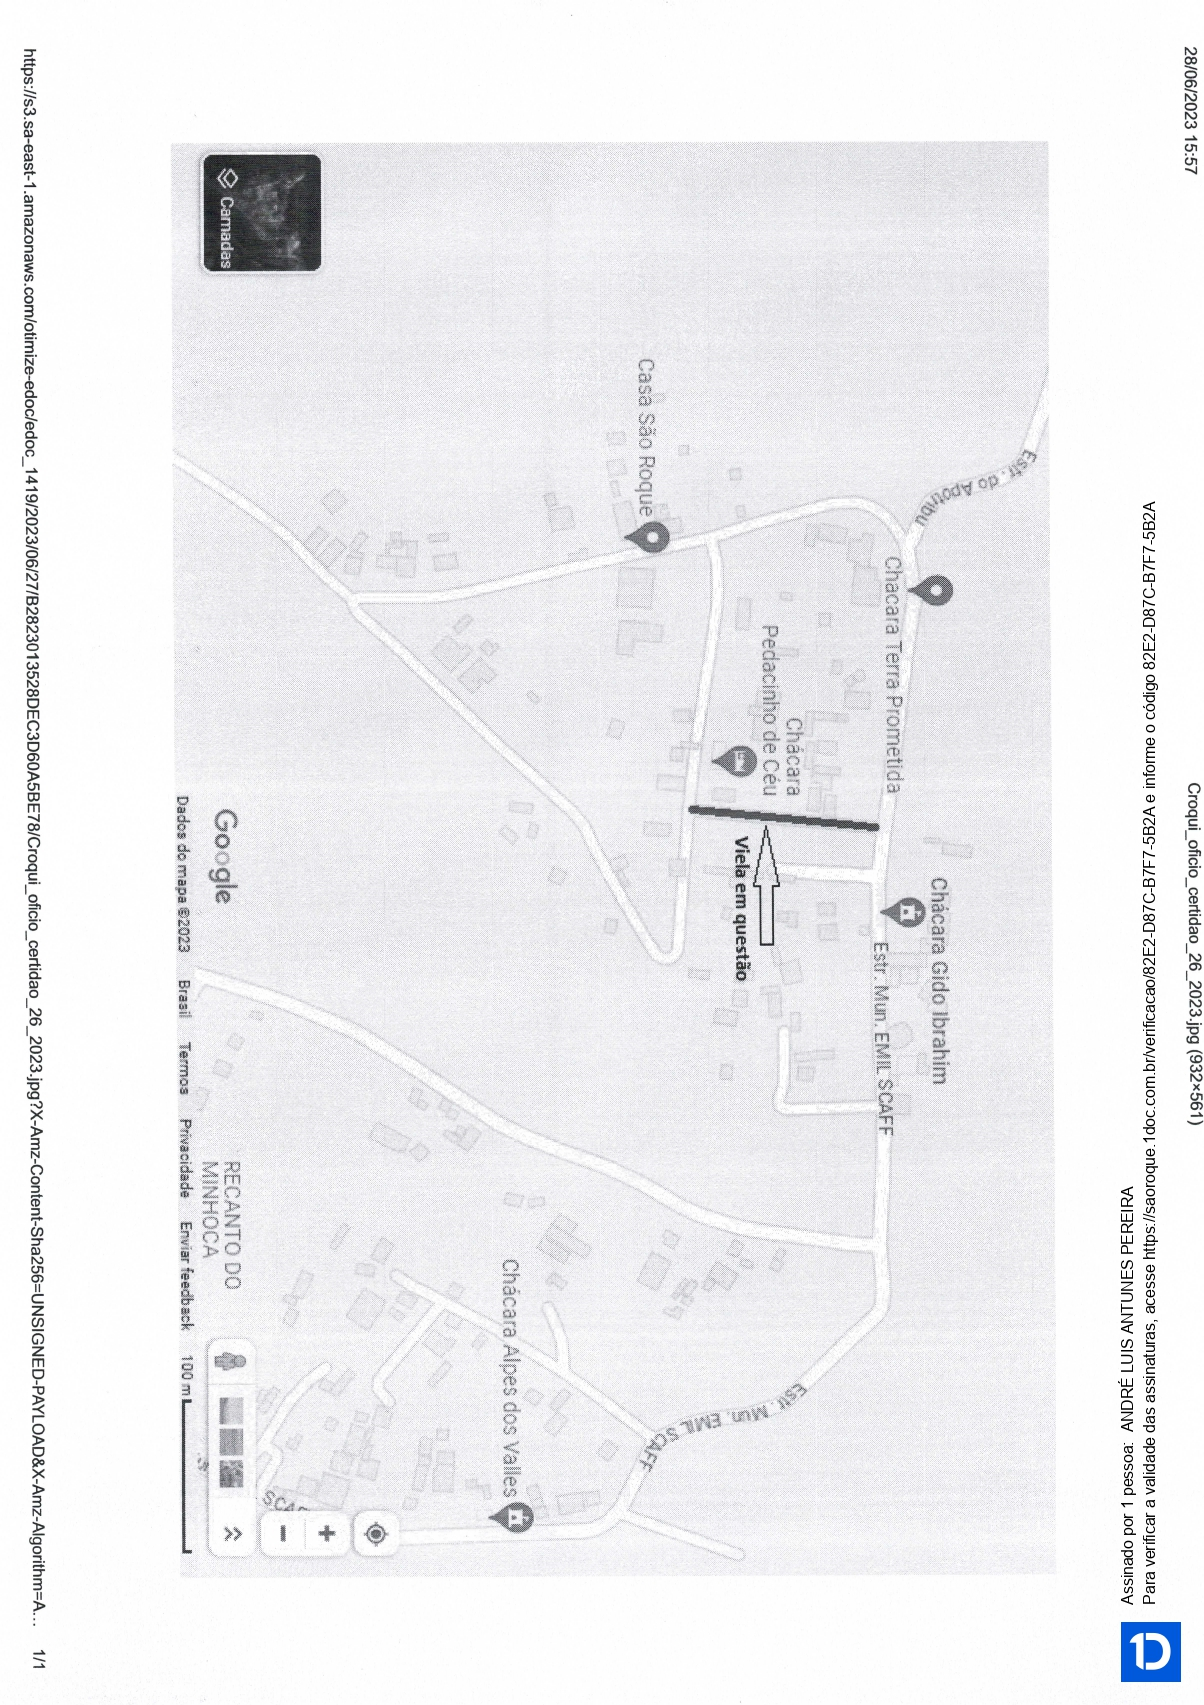 28/06/2023 15:57
Croqui_oficio_certidao_26_2023.jpg (932×561)
Estr. do Apotribu
Chacara Terra Prometida
Chácara Gido Ibrahim
Estr. Mun. EMIL SCAFF
Chácara
Pedacinho de Céu
Viela em questão
Casa São Roque
Estr. Mun. EMIL SCAFF
Chácara Alpes dos Valles
RECANTO DO
MINHOCA
Camadas
Google
Dados do mapa ©2023 Brasil Termos Privacidade Enviar feedback 100 m
https://s3.sa-east-1.amazonaws.com/otimize-edoc/edoc_1419/2023/06/27/B2823013528DEC3D60A5BE78/Croqui_oficio_certidao_26_2023.jpg?X-Amz-Content-Sha256=UNSIGNED-PAYLOAD&X-Amz-Algorithm=A… 1/1
Assinado por 1 pessoa: ANDRÉ LUIS ANTUNES PEREIRA
Para verificar a validade das assinaturas, acesse https://saoroque.1doc.com.br/verificacao/82E2-D87C-B7F7-5B2A e informe o código 82E2-D87C-B7F7-5B2A
1D